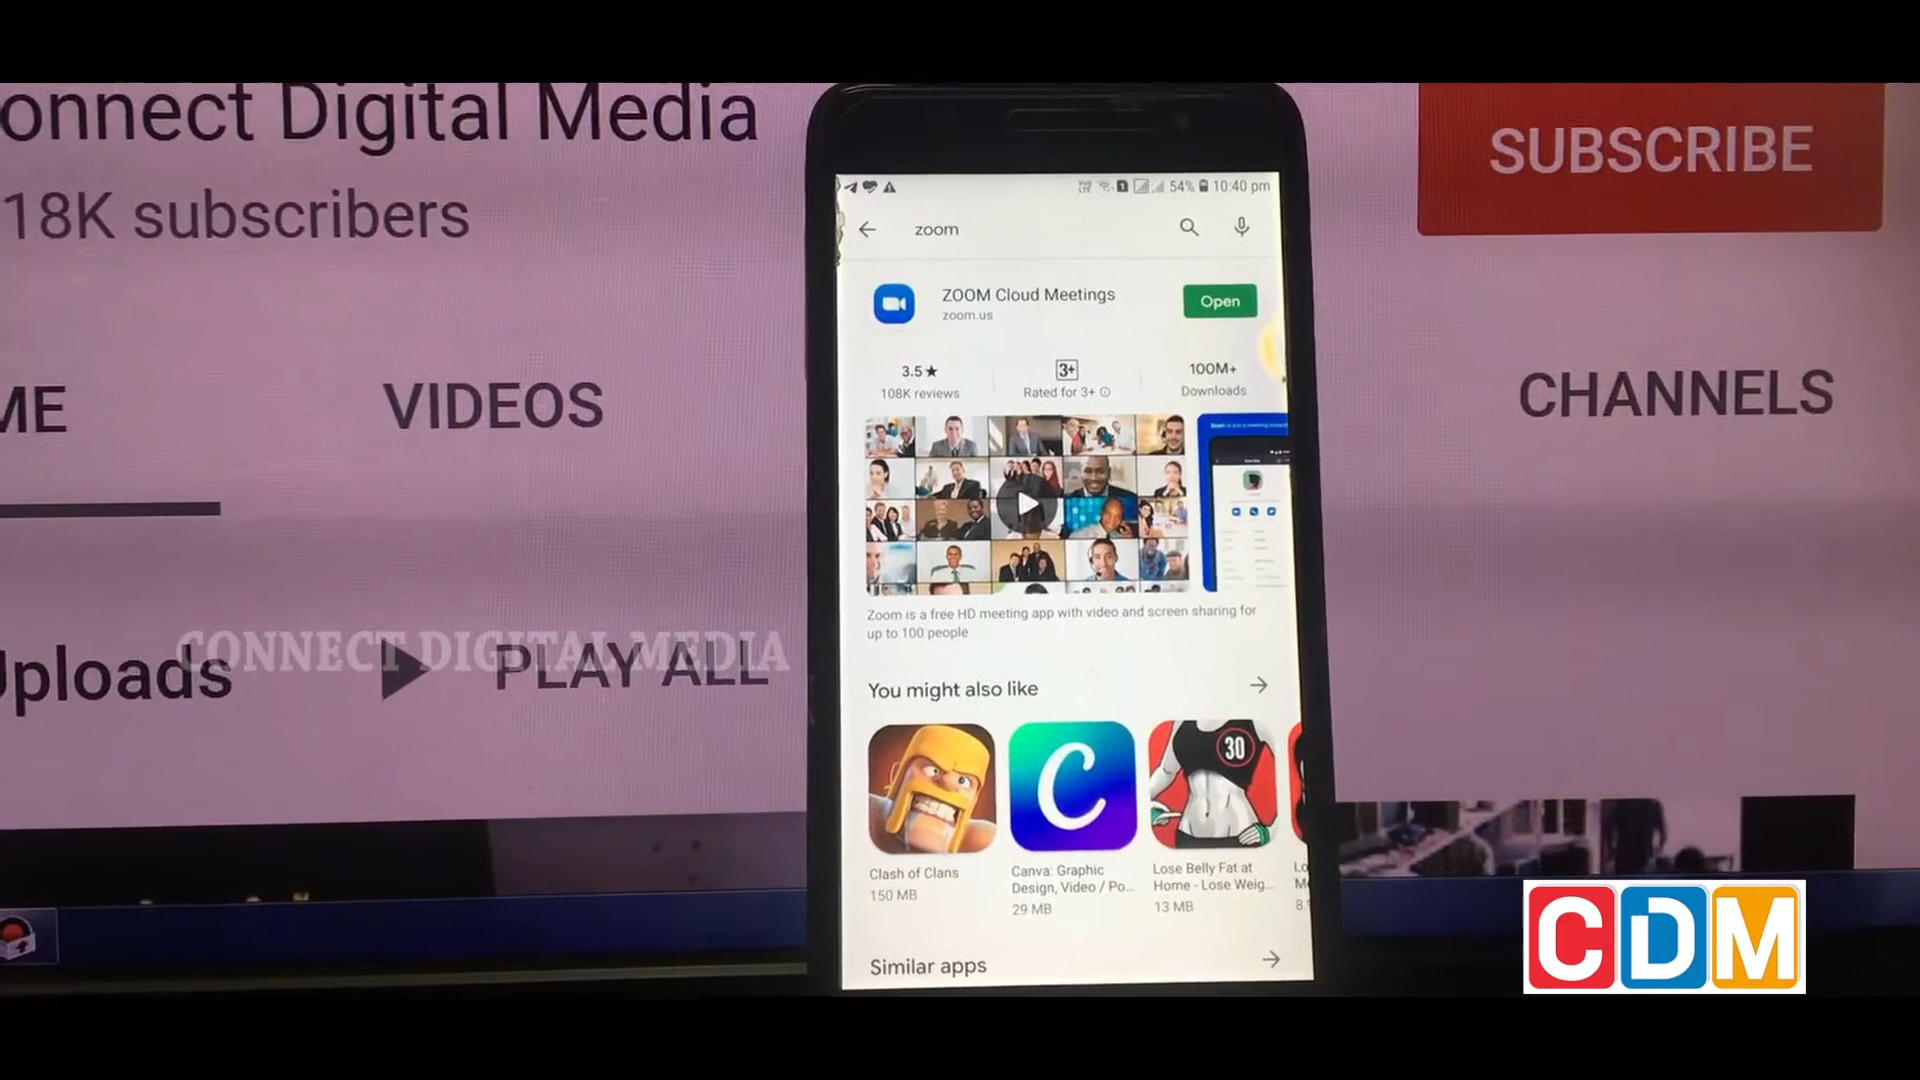 onnect Digital Media
18K subscribers
SUBSCRIBE
ME
VIDEOS
CHANNELS
Uploads
PLAY ALL
CONNECT DIGITAL MEDIA
54% 10:40 pm
zoom
ZOOM Cloud Meetings
zoom.us
Open
3.5★
108K reviews
3+
Rated for 3+
100M+
Downloads
Zoom is a free HD meeting app with video and screen sharing for
up to 100 people
You might also like
30
Clash of Clans
150 MB
Canva: Graphic
Design, Video / Po...
29 MB
Lose Belly Fat at
Home - Lose Weig...
13 MB
Lo
M
8.
Similar apps
CDM